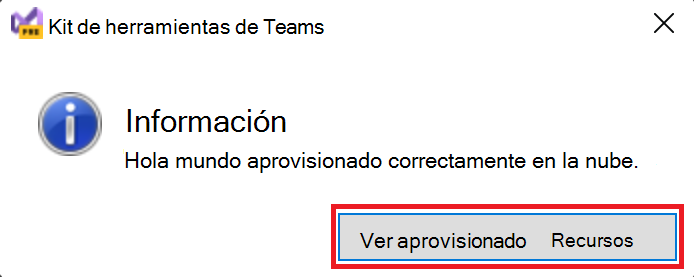 Kit de herramientas de Teams
Información
Hola mundo aprovisionado correctamente en la nube.
Ver aprovisionado Recursos